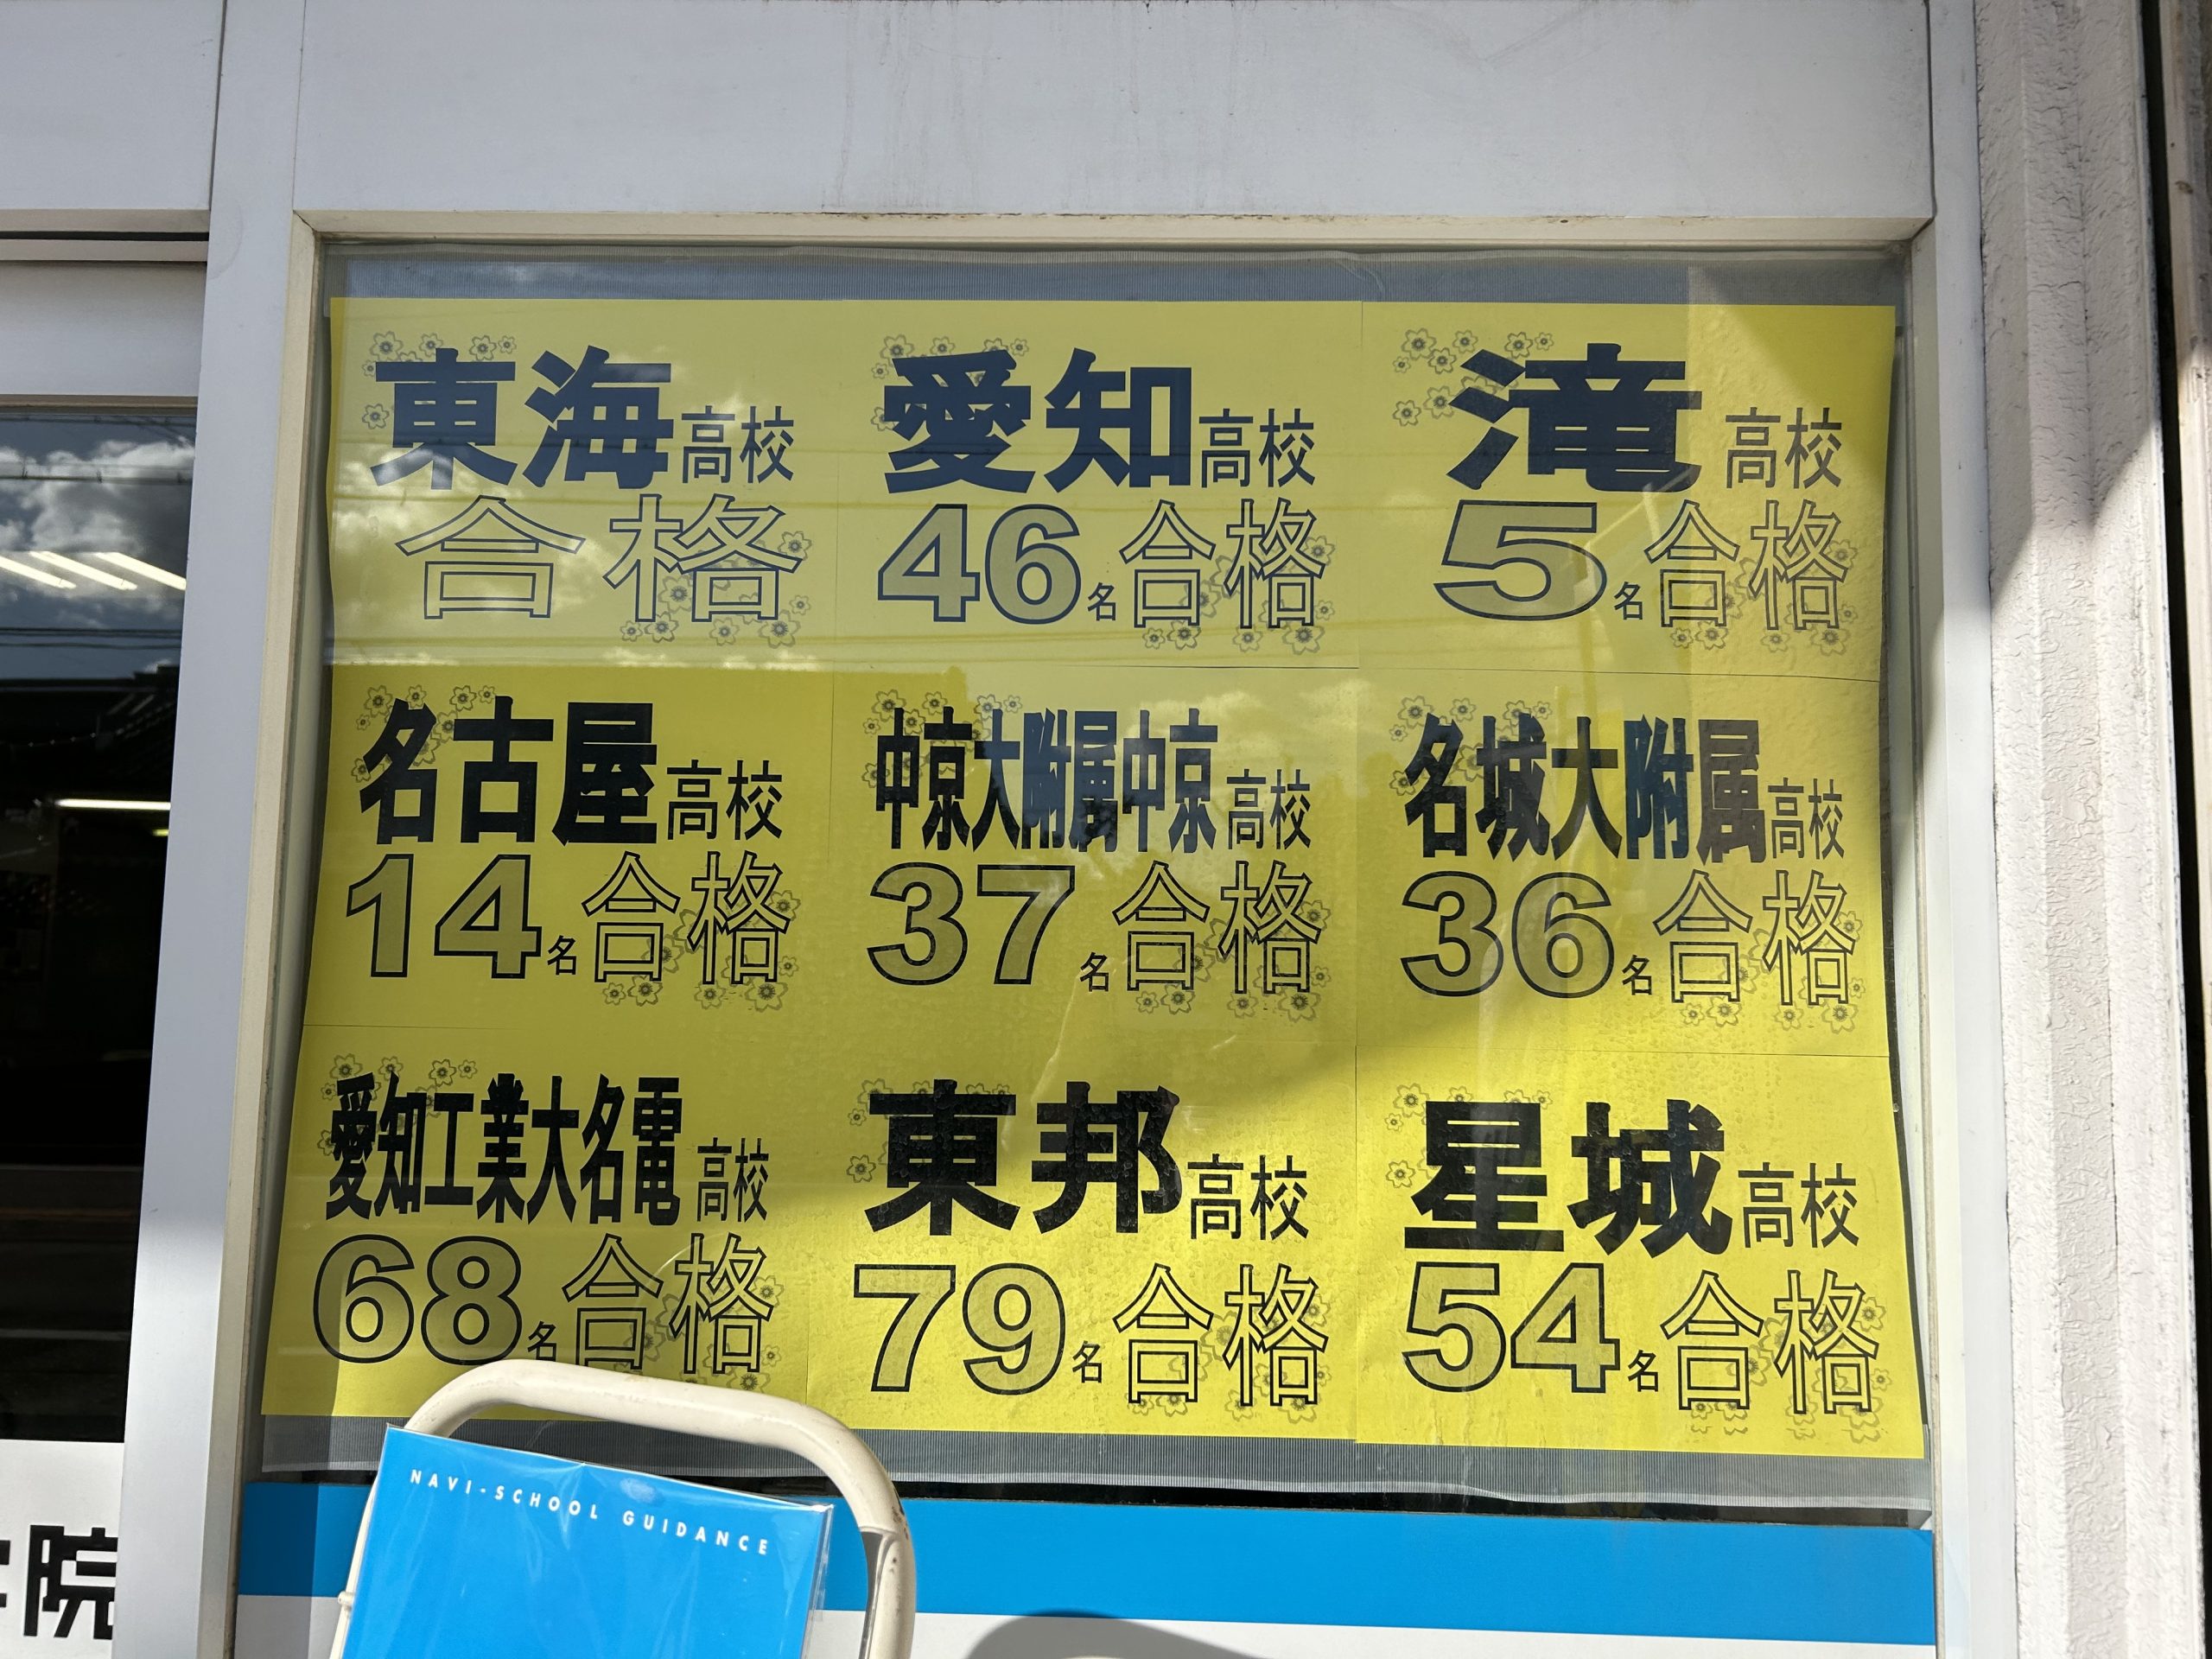 東海高校
合格
愛知高校
46名合格
滝高校
5名合格
名古屋高校
14名合格
中京大附属中京高校
37名合格
名城大附属高校
36名合格
愛知工業大名電高校
68名合格
東邦高校
79名合格
星城高校
54名合格
NAVI-SCHOOL GUIDANCE
院